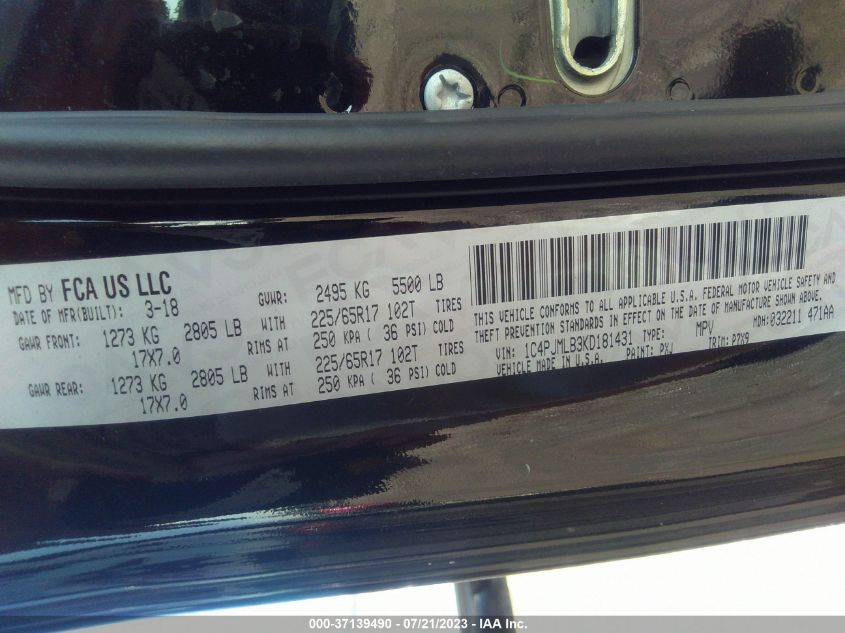 MFD BY FCA US LLC
DATE OF MFR(BUILT): 3-18 GVWR: 2495 KG 5500 LB
GAWR FRONT: 1273 KG 2805 LB WITH 225/65R17 102T TIRES
17X7.0 RIMS AT 250 KPA ( 36 PSI) COLD
GAWR REAR: 1273 KG 2805 LB WITH 225/65R17 102T TIRES
17X7.0 RIMS AT 250 KPA ( 36 PSI) COLD
THIS VEHICLE CONFORMS TO ALL APPLICABLE U.S.A. FEDERAL MOTOR VEHICLE SAFETY AND
THEFT PREVENTION STANDARDS IN EFFECT ON THE DATE OF MANUFACTURE SHOWN ABOVE.
VIN: 1C4PJMLB3KD181431 TYPE: MPV MDH: 032211 471AA
VEHICLE MADE IN U.S.A. PAINT: PXJ TRIM: P7X9
000-37139490 - 07/21/2023 - © IAA Inc.